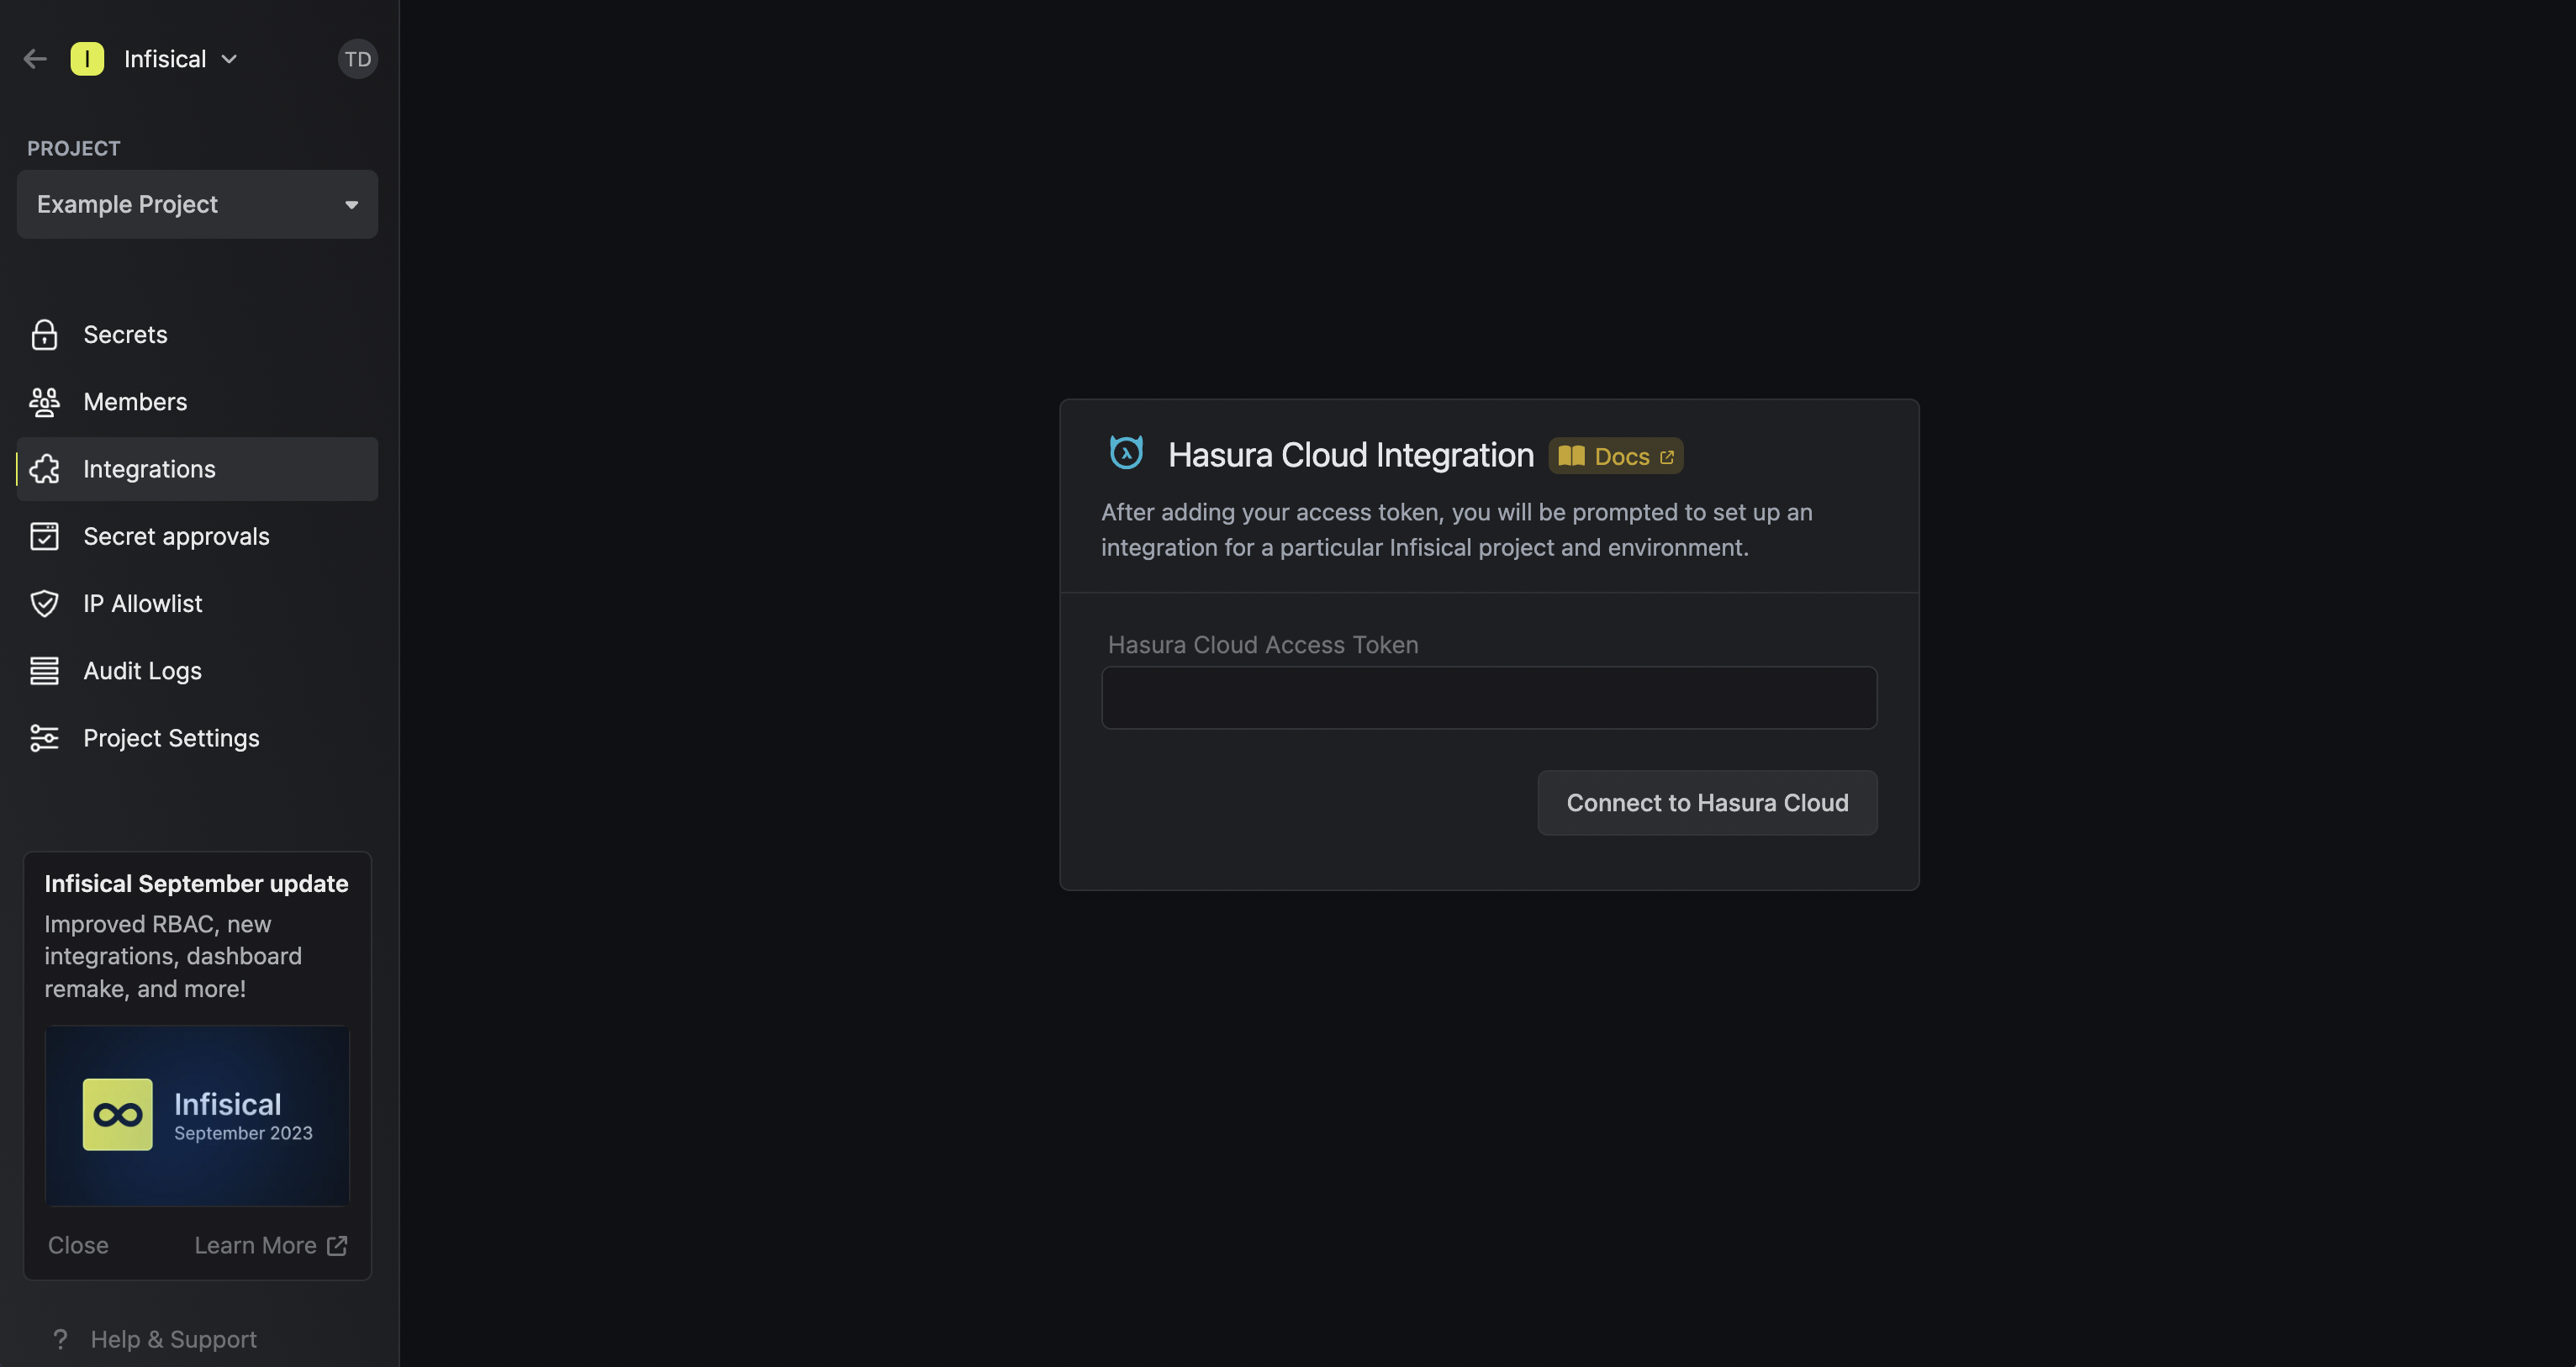 I Infisical TD
PROJECT
Example Project
Secrets
Members
Integrations
Secret approvals
IP Allowlist
Audit Logs
Project Settings
Infisical September update
Improved RBAC, new
integrations, dashboard
remake, and more!
Infisical
September 2023
Close Learn More
? Help & Support
Hasura Cloud Integration Docs
After adding your access token, you will be prompted to set up an
integration for a particular Infisical project and environment.
Hasura Cloud Access Token
Connect to Hasura Cloud